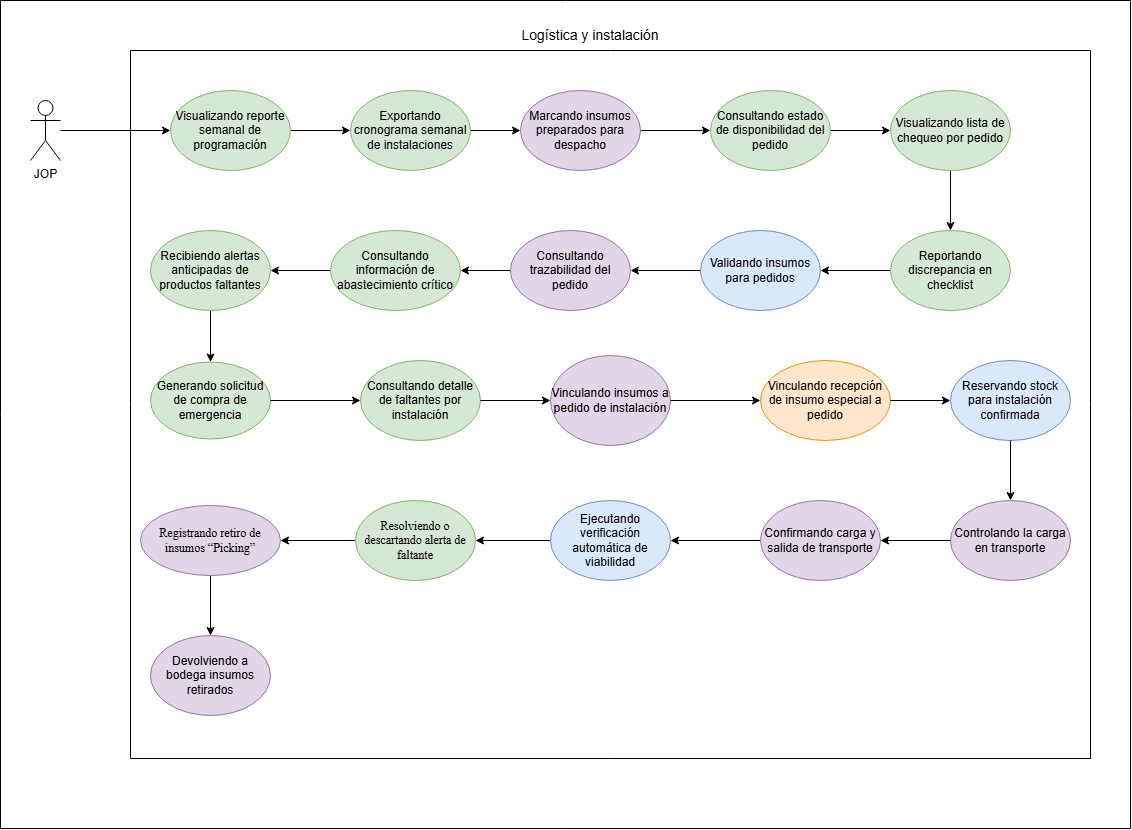 Logística y instalación
JOP
Visualizando reporte
semanal de
programación
Exportando
cronograma semanal
de instalaciones
Marcando insumos
preparados para
despacho
Consultando estado
de disponibilidad del
pedido
Visualizando lista de
chequeo por pedido
Recibiendo alertas
anticipadas de
productos faltantes
Consultando
información de
abastecimiento crítico
Consultando
trazabilidad del
pedido
Validando insumos
para pedidos
Reportando
discrepancia en
checklist
Generando solicitud
de compra de
emergencia
Consultando detalle
de faltantes por
instalación
Vinculando insumos a
pedido de instalación
Vinculando recepción
de insumo especial a
pedido
Reservando stock
para instalación
confirmada
Registrando retiro de
insumos “Picking”
Resolviendo o
descartando alerta de
faltante
Ejecutando
verificación
automática de
viabilidad
Confirmando carga y
salida de transporte
Controlando la carga
en transporte
Devolviendo a
bodega insumos
retirados